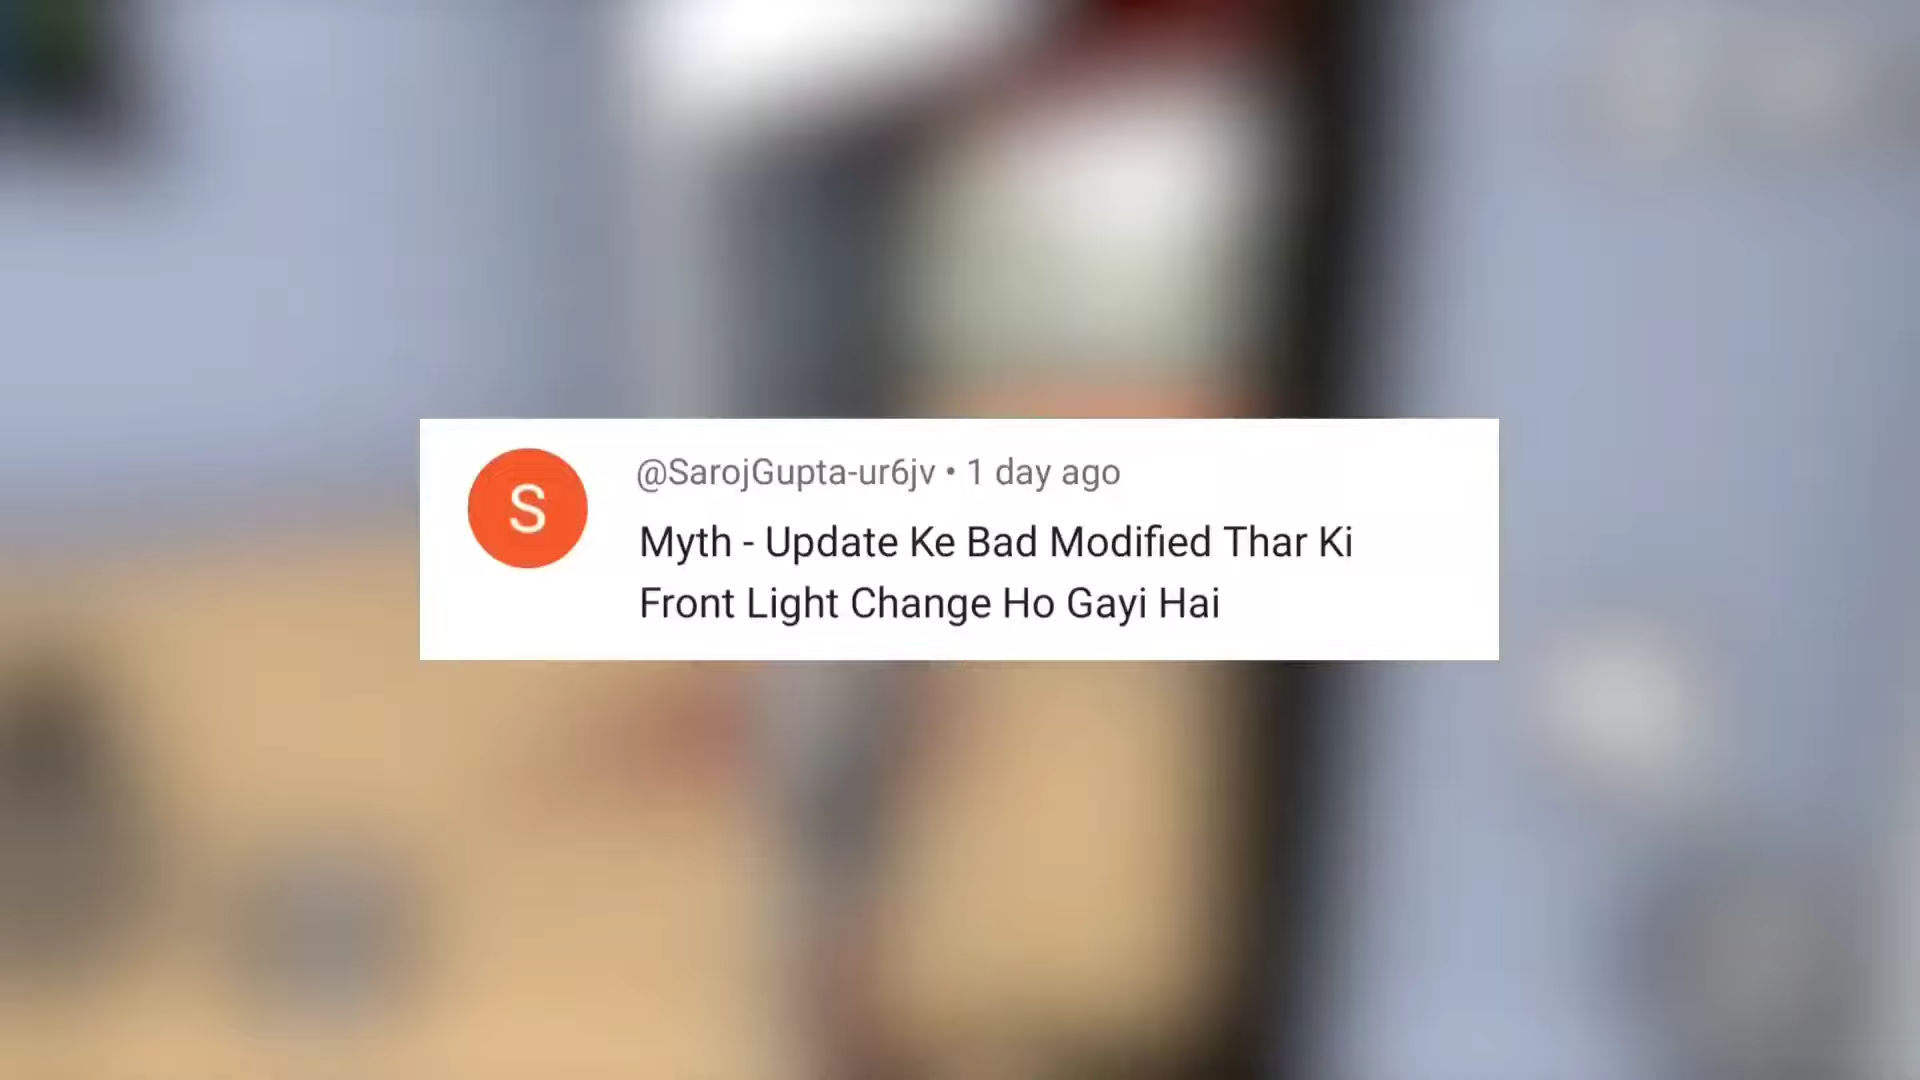 S
@SarojGupta-ur6jv • 1 day ago
Myth - Update Ke Bad Modified Thar Ki
Front Light Change Ho Gayi Hai